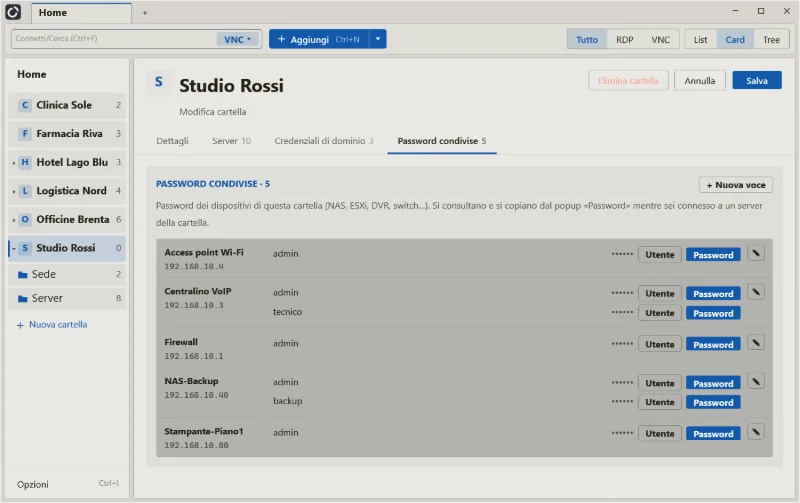 Home
+
Connetti/Cerca (Ctrl+F)
VNC
+ Aggiungi Ctrl+N
Tutto RDP VNC
List Card Tree
Home
C Clinica Sole 2
F Farmacia Riva 3
H Hotel Lago Blu 3
L Logistica Nord 4
O Officine Brenta 6
S Studio Rossi 0
Sede 2
Server 8
+ Nuova cartella
Opzioni Ctrl+I
S Studio Rossi
Modifica cartella
Elimina cartella Annulla Salva
Dettagli Server 10 Credenziali di dominio 3 Password condivise 5
PASSWORD CONDIVISE · 5
+ Nuova voce
Password dei dispositivi di questa cartella (NAS, ESXi, DVR, switch...). Si consultano e si copiano dal popup «Password» mentre sei connesso a un server
della cartella.
Access point Wi-Fi admin •••••• Utente Password
192.168.10.4
Centralino VoIP admin •••••• Utente Password
192.168.10.3 tecnico •••••• Utente Password
Firewall admin •••••• Utente Password
192.168.10.1
NAS-Backup admin •••••• Utente Password
192.168.10.40 backup •••••• Utente Password
Stampante-Piano1 admin •••••• Utente Password
192.168.10.80